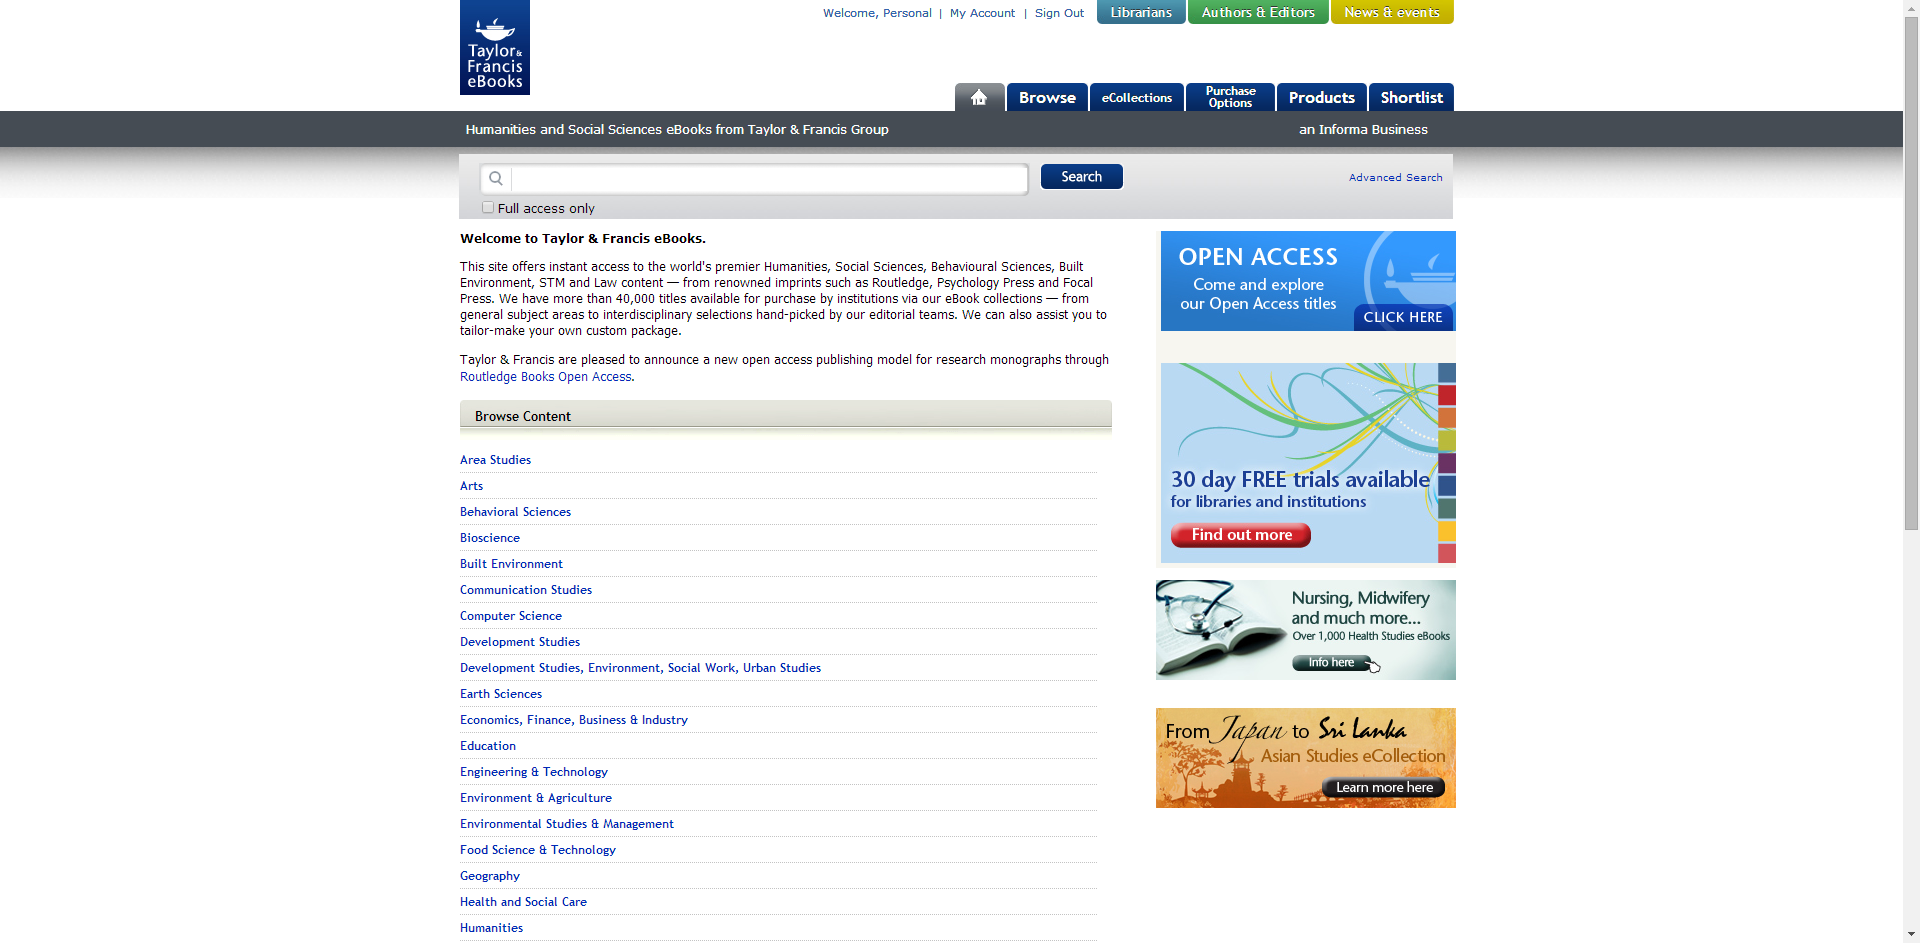 Taylor &
Francis
eBooks
Welcome, Personal | My Account | Sign Out
Librarians
Authors & Editors
News & events
Browse
eCollections
Purchase
Options
Products
Shortlist
Humanities and Social Sciences eBooks from Taylor & Francis Group
an Informa Business
Search
Advanced Search
Full access only
Welcome to Taylor & Francis eBooks.
This site offers instant access to the world's premier Humanities, Social Sciences, Behavioural Sciences, Built
Environment, STM and Law content — from renowned imprints such as Routledge, Psychology Press and Focal
Press. We have more than 40,000 titles available for purchase by institutions via our eBook collections — from
general subject areas to interdisciplinary selections hand-picked by our editorial teams. We can also assist you to
tailor-make your own custom package.
Taylor & Francis are pleased to announce a new open access publishing model for research monographs through
Routledge Books Open Access.
Browse Content
Area Studies
Arts
Behavioral Sciences
Bioscience
Built Environment
Communication Studies
Computer Science
Development Studies
Development Studies, Environment, Social Work, Urban Studies
Earth Sciences
Economics, Finance, Business & Industry
Education
Engineering & Technology
Environment & Agriculture
Environmental Studies & Management
Food Science & Technology
Geography
Health and Social Care
Humanities
OPEN ACCESS
Come and explore
our Open Access titles
CLICK HERE
30 day FREE trials available
for libraries and institutions
Find out more
Nursing, Midwifery
and much more...
Over 1,000 Health Studies eBooks
Info here
From Japan to Sri Lanka
Asian Studies eCollection
Learn more here